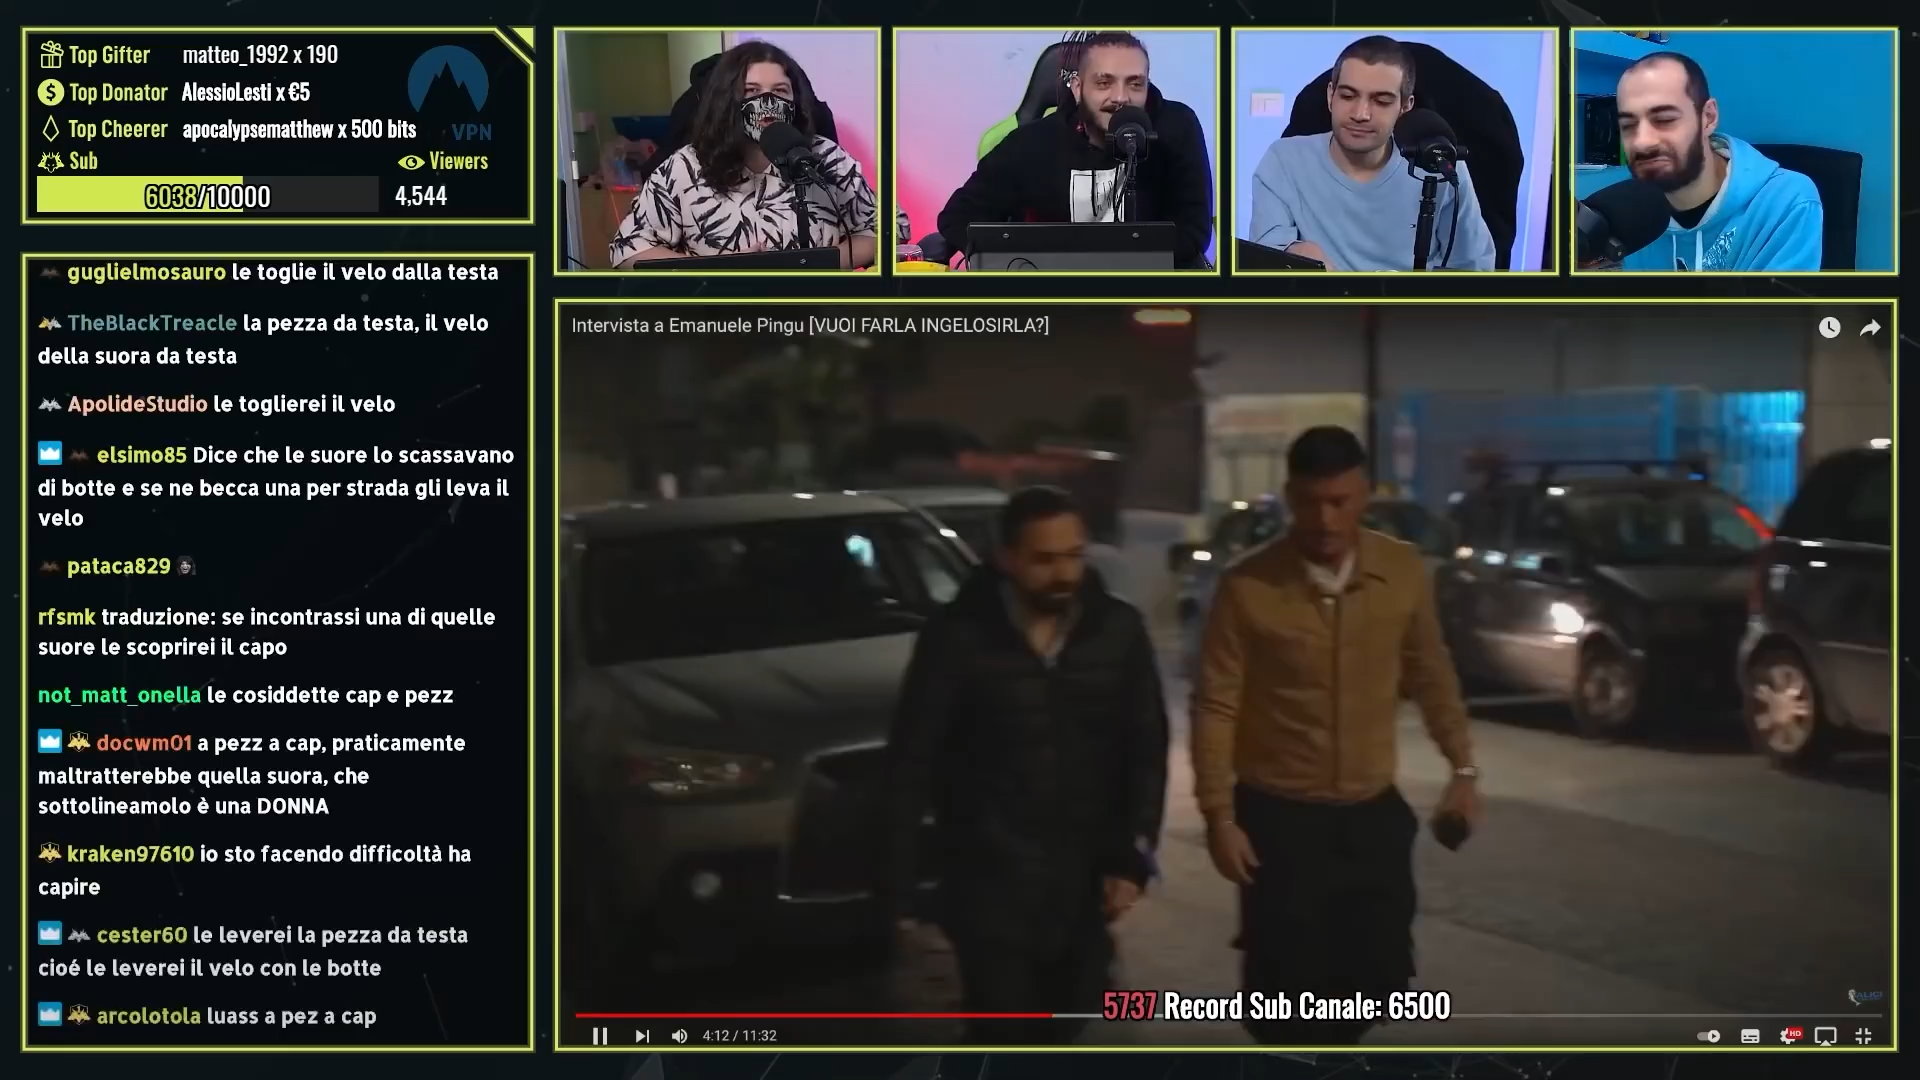 Top Gifter matteo_1992 x 190
Top Donator AlessioLesti x €5
Top Cheerer apocalypsematthew x 500 bits
VPN
Sub
Viewers
6038/10000
4,544
guglielmosauro le toglie il velo dalla testa
TheBlackTreacle la pezza da testa, il velo
della suora da testa
ApolideStudio le toglierei il velo
elsimo85 Dice che le suore lo scassavano
di botte e se ne becca una per strada gli leva il
velo
pataca829
rfsmk traduzione: se incontrassi una di quelle
suore le scoprirei il capo
not_matt_onella le cosiddette cap e pezz
docwm01 a pezz a cap, praticamente
maltratterebbe quella suora, che
sottolineamolo è una DONNA
kraken97610 io sto facendo difficoltà ha
capire
cester60 le leverei la pezza da testa
cioé le leverei il velo con le botte
arcolotola luass a pez a cap
Intervista a Emanuele Pingu [VUOI FARLA INGELOSIRLA?]
5737 Record Sub Canale: 6500
4:12 / 11:32
HD